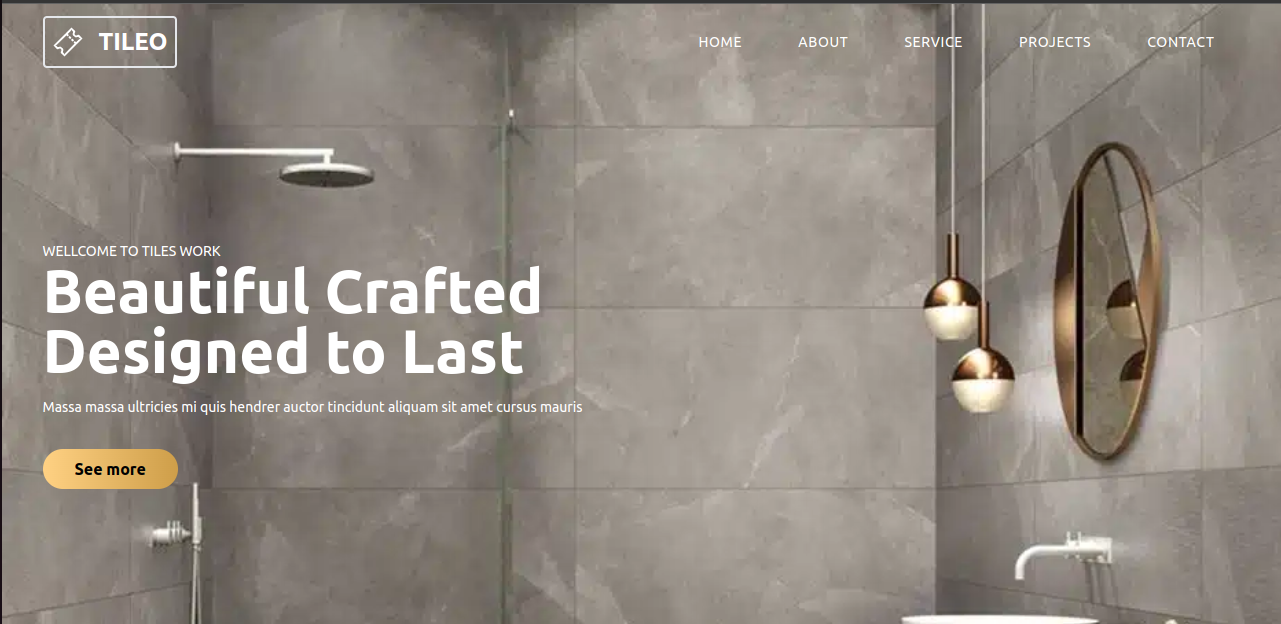 TILEO
HOME ABOUT SERVICE PROJECTS CONTACT
WELLCOME TO TILES WORK
Beautiful Crafted
Designed to Last
Massa massa ultricies mi quis hendrer auctor tincidunt aliquam sit amet cursus mauris
See more